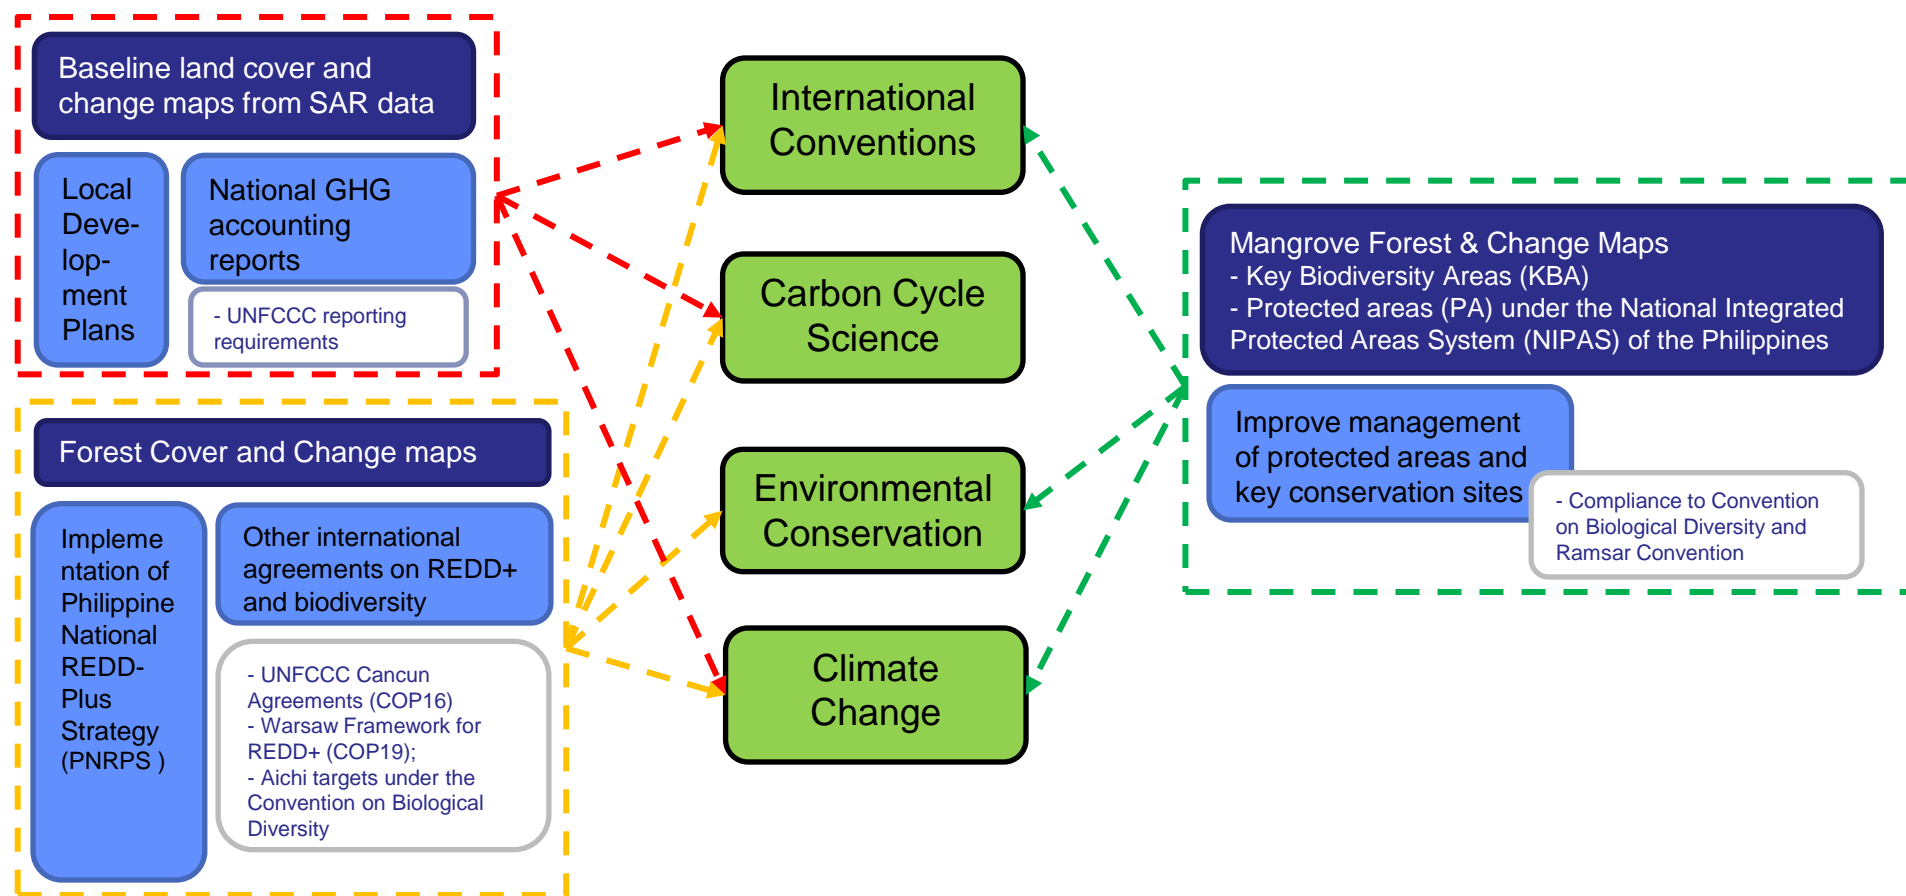 Baseline land cover and
change maps from SAR data
Local
Deve-
lop-
ment
Plans
National GHG
accounting
reports
- UNFCCC reporting
requirements
Forest Cover and Change maps
Impleme
ntation of
Philippine
National
REDD-
Plus
Strategy
(PNRPS )
Other international
agreements on REDD+
and biodiversity
- UNFCCC Cancun
Agreements (COP16)
- Warsaw Framework for
REDD+ (COP19);
- Aichi targets under the
Convention on Biological
Diversity
International
Conventions
Carbon Cycle
Science
Environmental
Conservation
Climate
Change
Mangrove Forest & Change Maps
- Key Biodiversity Areas (KBA)
- Protected areas (PA) under the National Integrated
Protected Areas System (NIPAS) of the Philippines
Improve management
of protected areas and
key conservation sites
- Compliance to Convention
on Biological Diversity and
Ramsar Convention